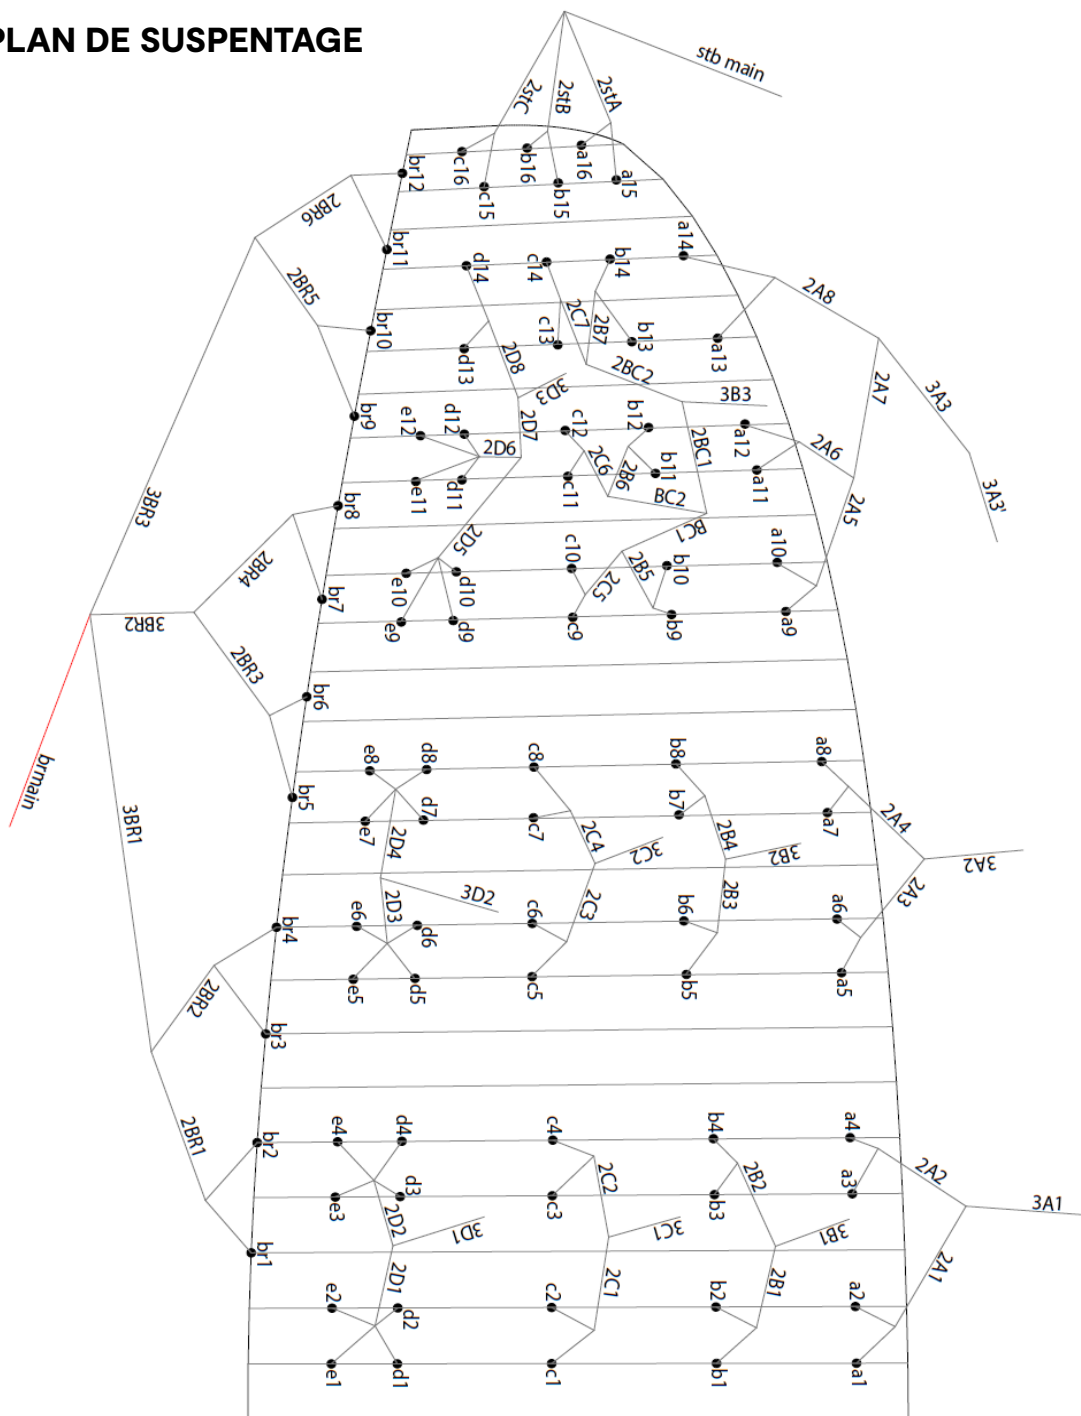 PLAN DE SUSPENTAGE
stb main
2stC
2stB
2stA
c16
b16
a16
a15
br12
c15
b15
2BR6
br11
a14
d14
c14
b14
2A8
2BR5
br10
c13
2C7
2B7
b13
a13
d13
2D8
2BC2
3D3
3B3
2A7
3A3
br9
e12
d12
2D7
c12
b12
2BC1
a12
2D6
2C6
2B6
b11
2A6
a11
e11
d11
c11
BC2
3BR3
br8
2A5
3A3'
BC1
2D5
a10
c10
2B5
b10
2BR4
e10
d10
2C5
br7
e9
d9
c9
b9
a9
3BR2
2BR3
br6
e8
d8
c8
b8
a8
brmain
br5
b7
e7
d7
c7
a7
3BR1
2D4
2C4
3C2
2B4
3B2
2A4
3A2
2D3
3D2
2C3
2B3
2A3
e6
d6
c6
b6
a6
br4
e5
d5
c5
b5
a5
2BR2
br3
2BR1
br2
e4
d4
c4
b4
a4
2C2
2B2
2A2
e3
d3
c3
b3
a3
3A1
2D2
3D1
3C1
3B1
br1
2D1
2C1
2B1
2A1
e2
d2
c2
b2
a2
e1
d1
c1
b1
a1